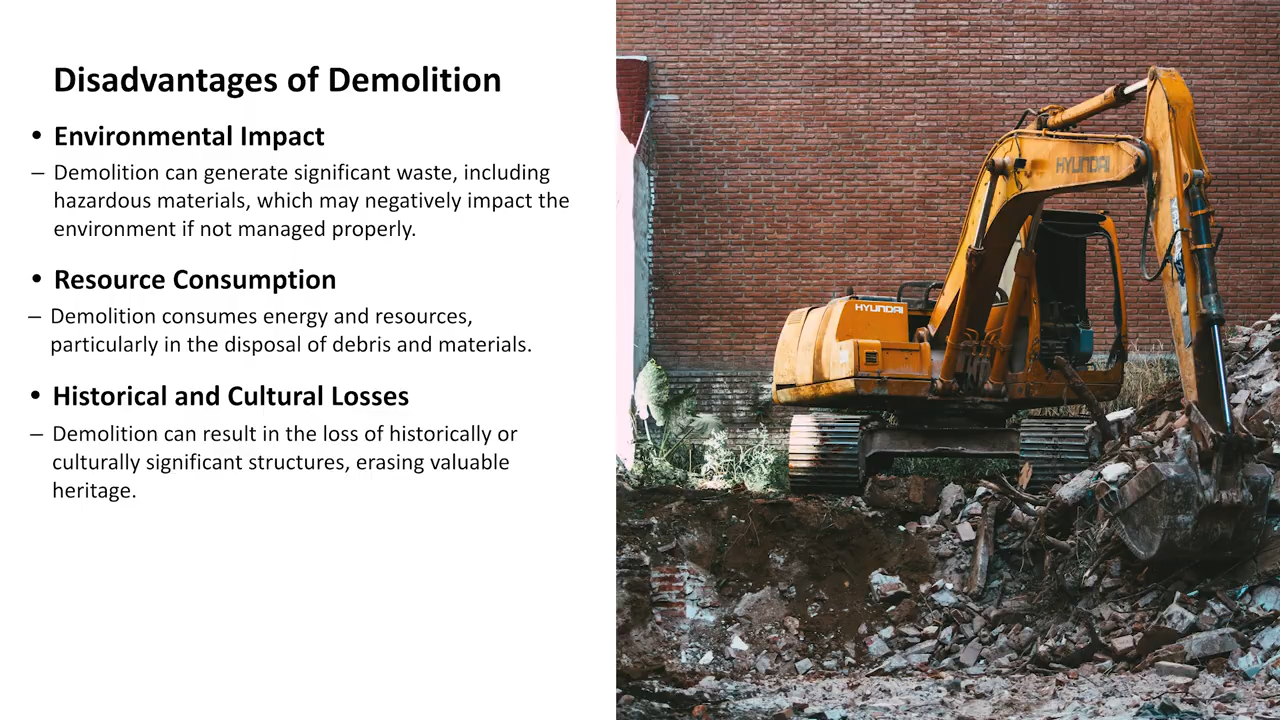 Disadvantages of Demolition
• Environmental Impact
– Demolition can generate significant waste, including
hazardous materials, which may negatively impact the
environment if not managed properly.
• Resource Consumption
– Demolition consumes energy and resources,
particularly in the disposal of debris and materials.
• Historical and Cultural Losses
– Demolition can result in the loss of historically or
culturally significant structures, erasing valuable
heritage.
HYUNDAI
HYUNDAI